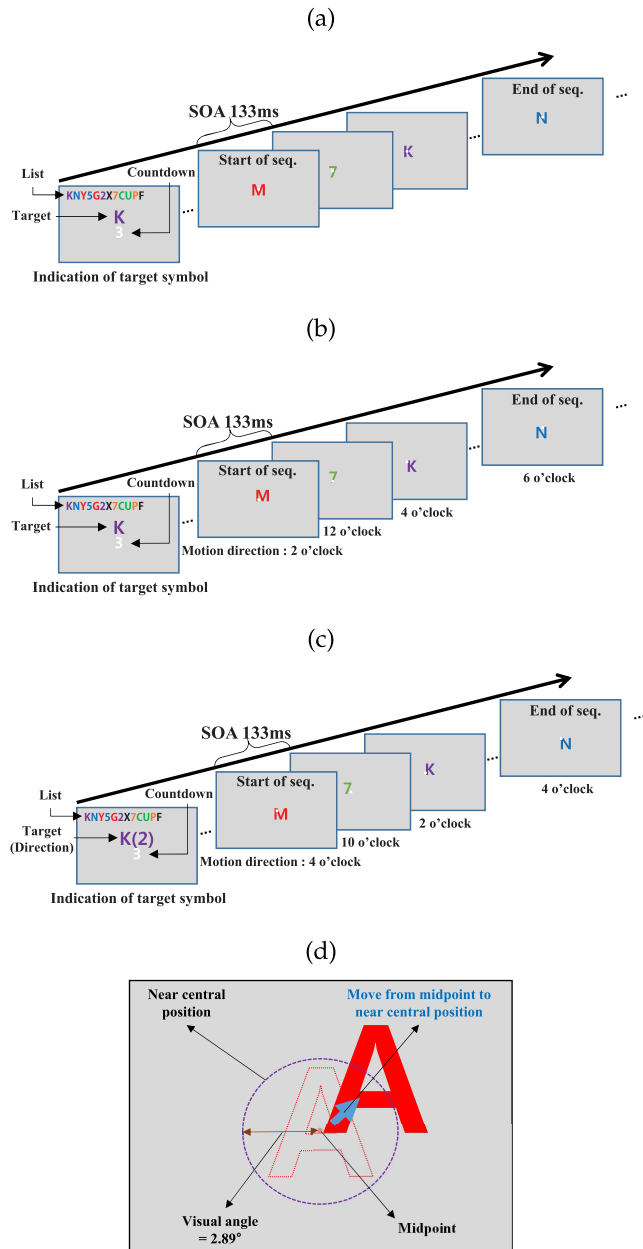 (a)
End of seq.
...
N
SOA 133ms
K
...
Countdown
Start of seq.
7
List
M
KNY5G2X7CUPF
...
Target
K
3
Indication of target symbol
(b)
End of seq.
...
N
SOA 133ms
K
...
6 o'clock
Countdown
Start of seq.
7
4 o'clock
List
M
KNY5G2X7CUPF
...
12 o'clock
Target
K
3
Motion direction : 2 o'clock
Indication of target symbol
(c)
End of seq.
...
N
SOA 133ms
K
...
4 o'clock
Countdown
Start of seq.
7
2 o'clock
List
M
KNY5G2X7CUPF
...
10 o'clock
Target
(Direction)
K(2)
3
Motion direction : 4 o'clock
Indication of target symbol
(d)
Near central
position
Move from midpoint to
near central position
A
A
Visual angle
= 2.89°
Midpoint